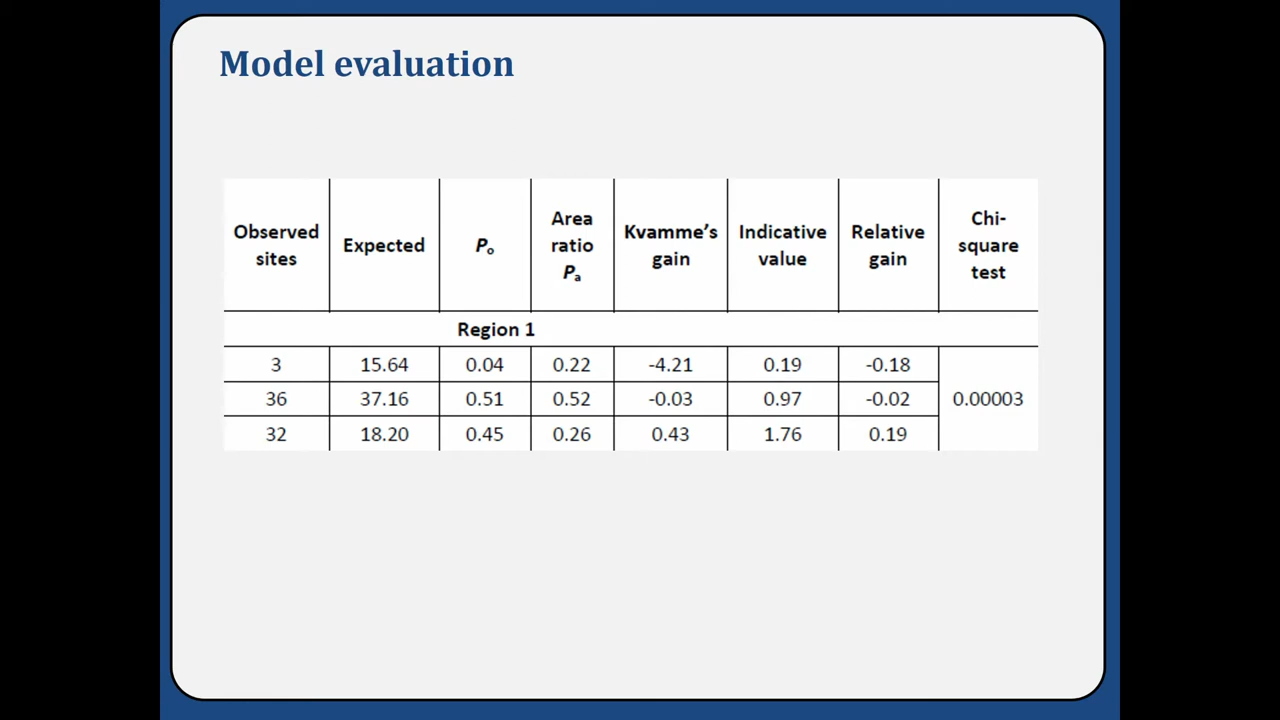 Model evaluation
Observed sites | Expected | Po | Area ratio Pa | Kvamme's gain | Indicative value | Relative gain | Chi-square test
Region 1
3 | 15.64 | 0.04 | 0.22 | -4.21 | 0.19 | -0.18 | 0.00003
36 | 37.16 | 0.51 | 0.52 | -0.03 | 0.97 | -0.02
32 | 18.20 | 0.45 | 0.26 | 0.43 | 1.76 | 0.19